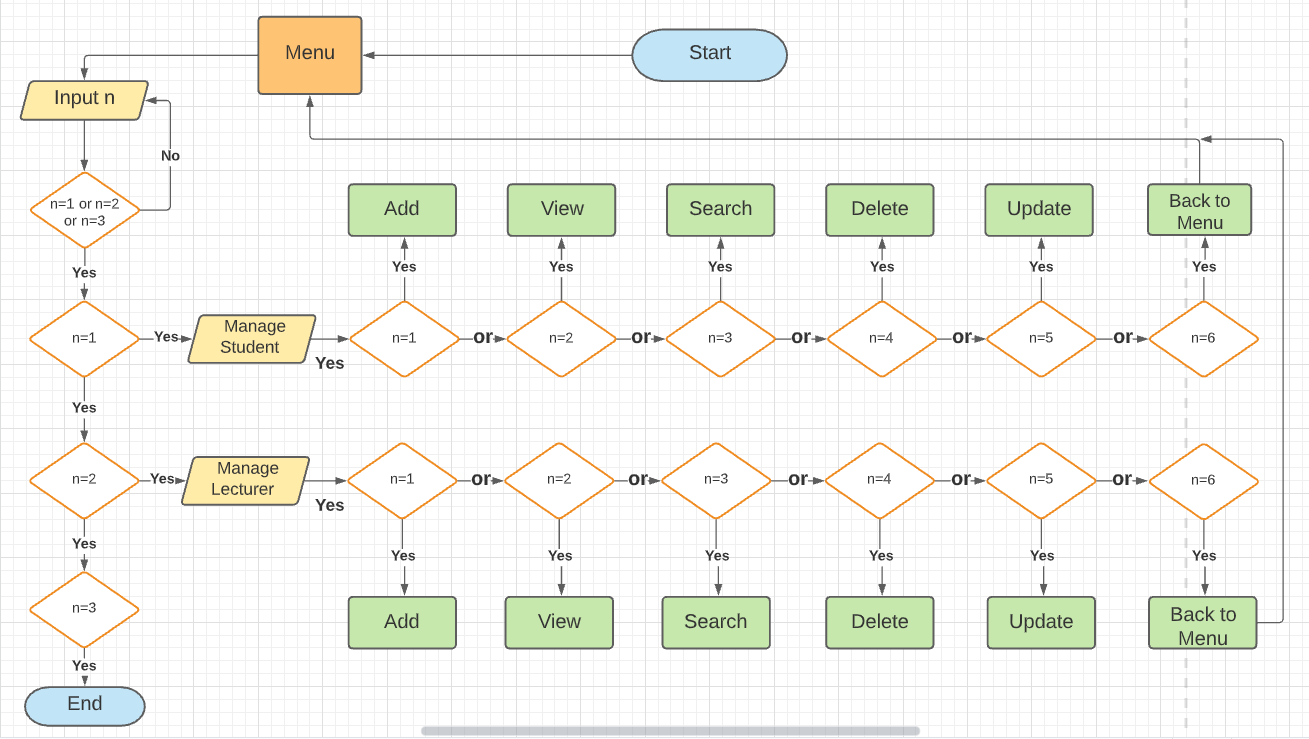 Menu
Start
Input n
No
n=1 or n=2
or n=3
Yes
Add
View
Search
Delete
Update
Back to
Menu
Yes
Yes
Yes
Yes
Yes
Yes
n=1
Yes
Manage
Student
Yes
n=1
or
n=2
or
n=3
or
n=4
or
n=5
or
n=6
Yes
n=2
Yes
Manage
Lecturer
Yes
n=1
or
n=2
or
n=3
or
n=4
or
n=5
or
n=6
Yes
Yes
Yes
Yes
Yes
Yes
Yes
n=3
Add
View
Search
Delete
Update
Back to
Menu
Yes
End